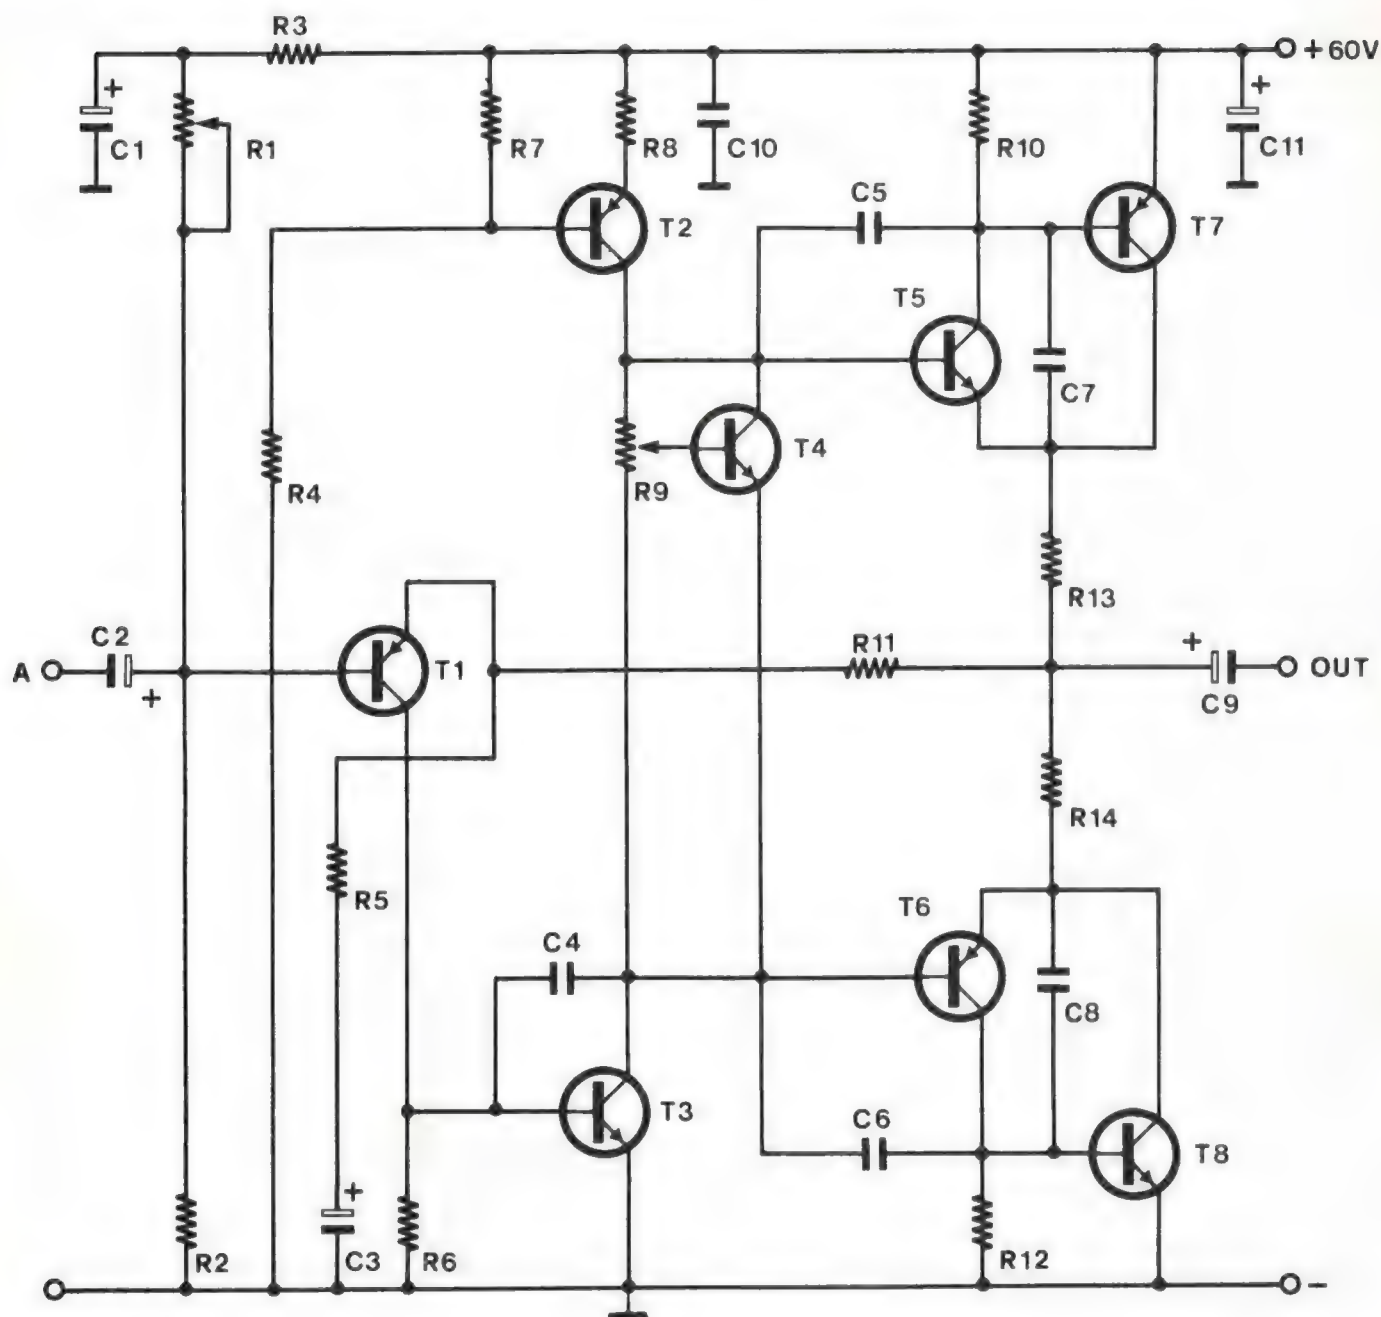 R3
+60V
+
C1
R1
R7
R8
C10
R10
+
C11
C5
T2
T7
T5
C7
T4
R9
R4
R13
C2
R11
+
A
+
T1
OUT
C9
R14
R5
T6
C4
C8
T3
C6
T8
+
R2
C3
R6
R12
-